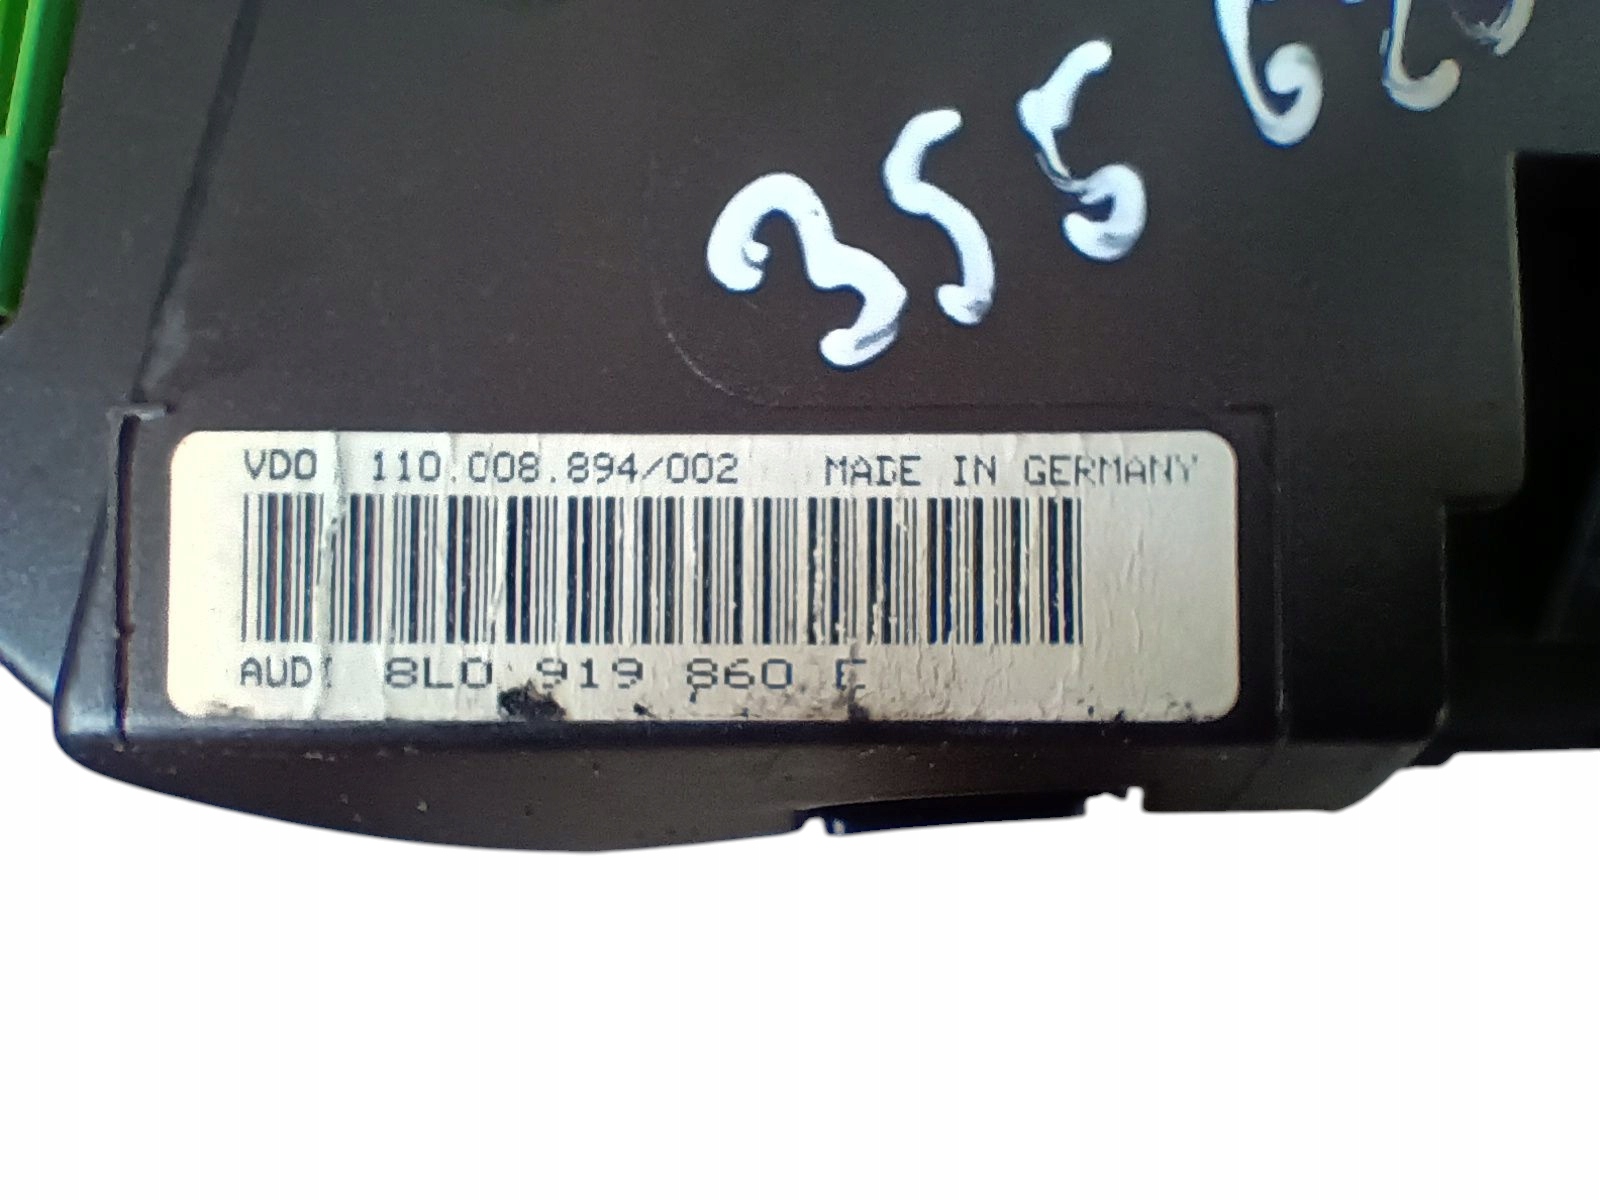 355
VDO 110.008.894/002 MADE IN GERMANY
AUDI 8L0 919 860